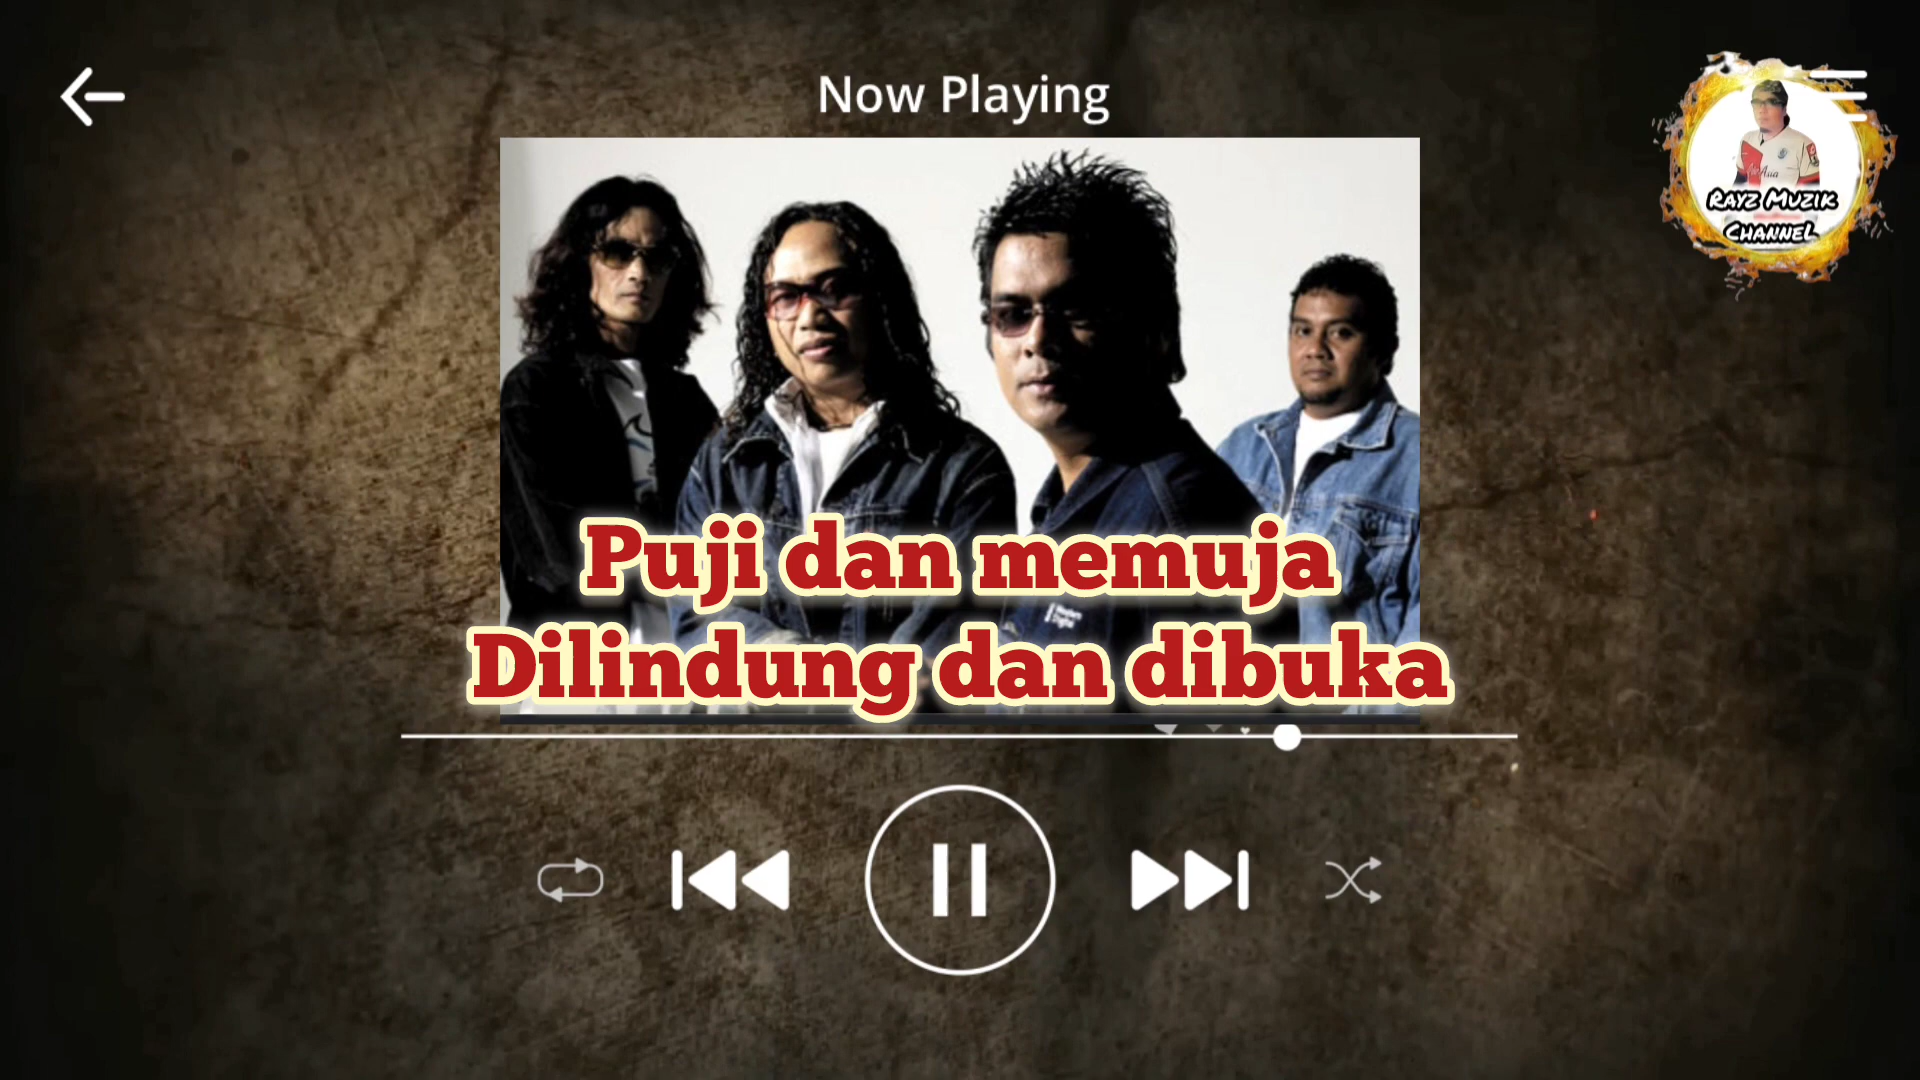 Now Playing
Rayz Muzik
Channel
Puji dan memuja
Dilindung dan dibuka